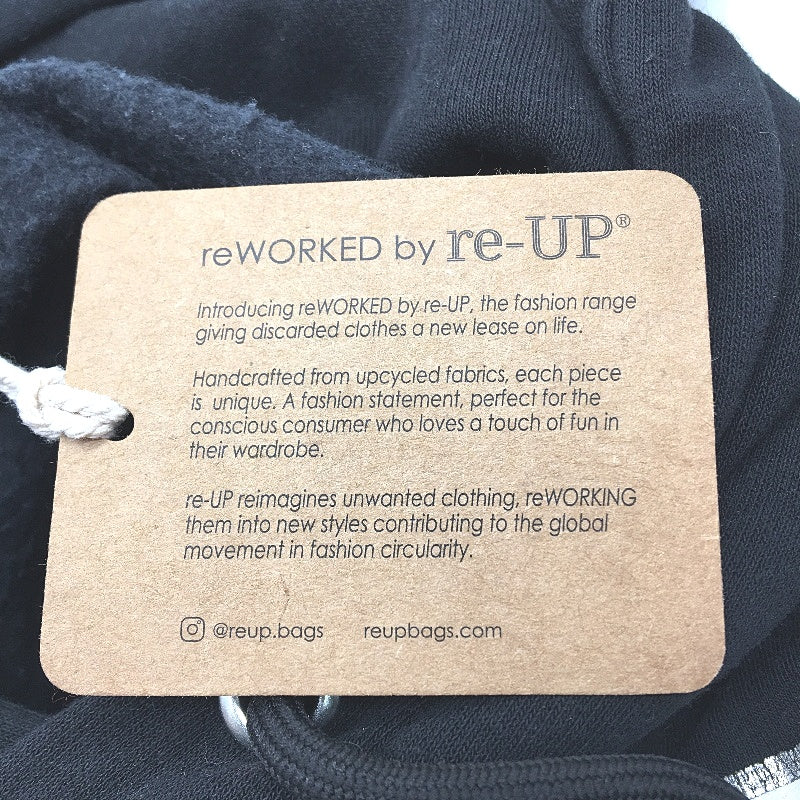 reWORKED by re-UP®
Introducing reWORKED by re-UP, the fashion range
giving discarded clothes a new lease on life.
Handcrafted from upcycled fabrics, each piece
is unique. A fashion statement, perfect for the
conscious consumer who loves a touch of fun in
their wardrobe.
re-UP reimagines unwanted clothing, reWORKING
them into new styles contributing to the global
movement in fashion circularity.
@reup.bags reupbags.com